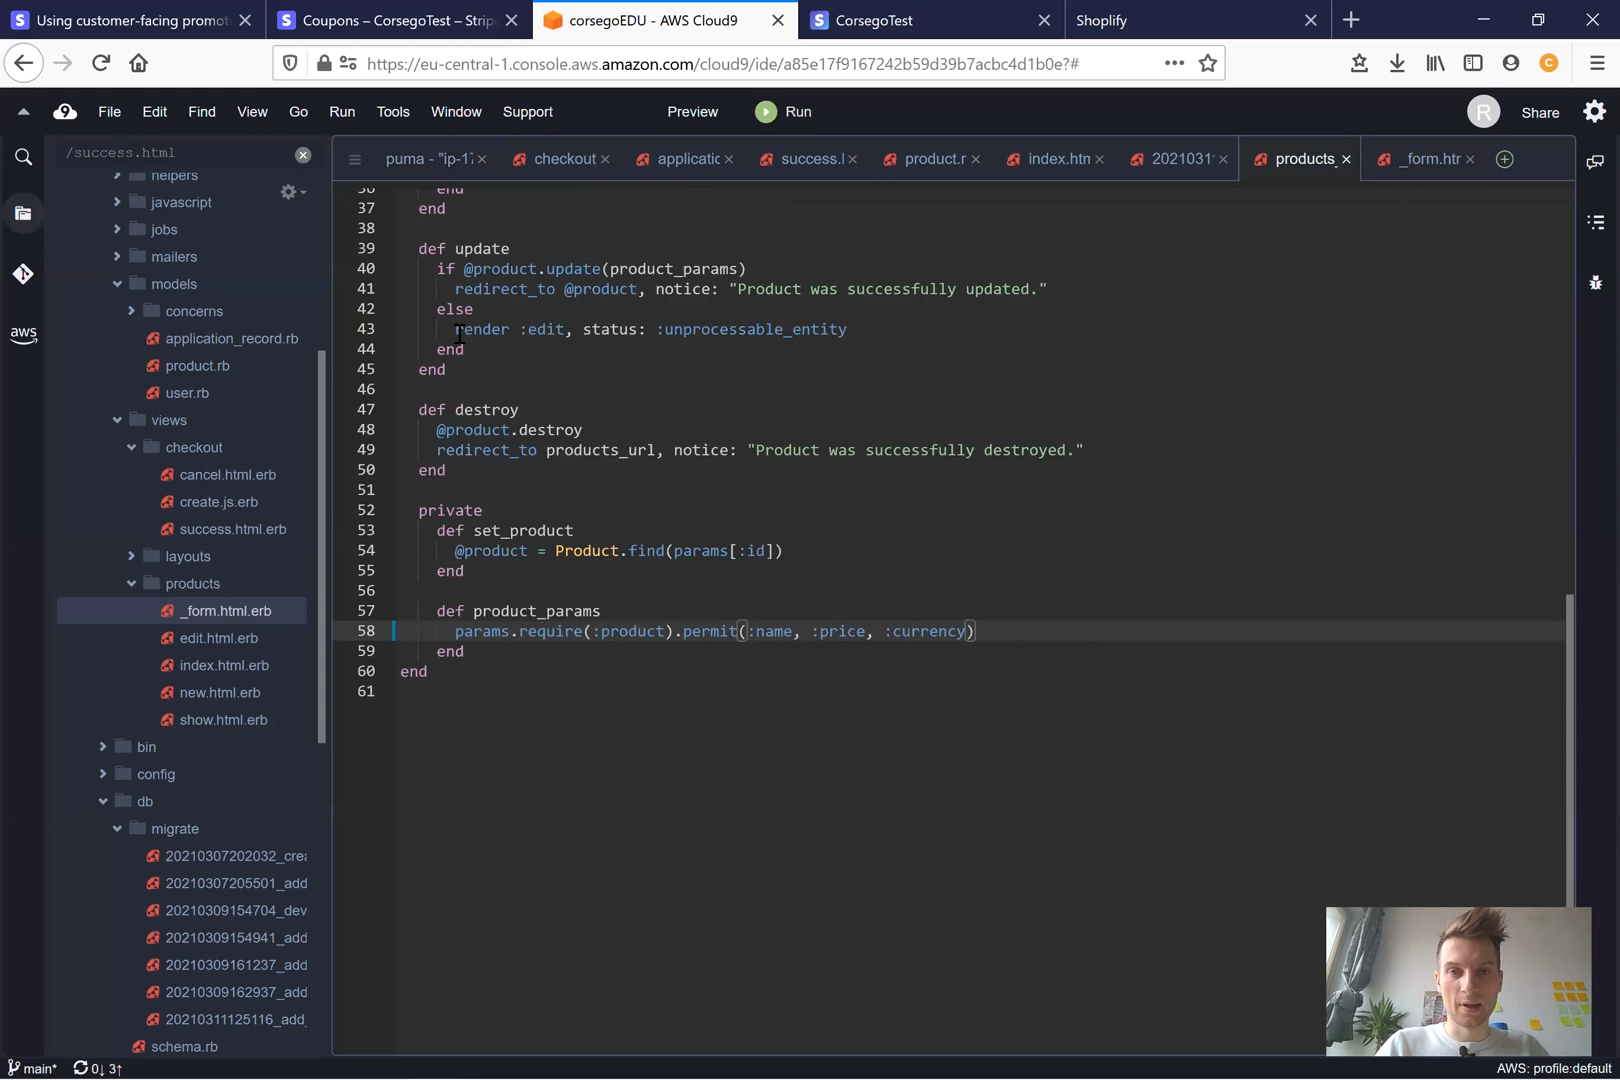 Using customer-facing promoti
Coupons – CorsegoTest – Strip
corsegoEDU - AWS Cloud9
CorsegoTest
Shoplify
https://eu-central-1.console.aws.amazon.com/cloud9/ide/a85e17f9167242b59d39b7acbc4d1b0e?#
File Edit Find View Go Run Tools Window Support Preview Run R Share
/success.html
puma - "ip-17
checkout
applicatic
success.l
product.r
index.htn
2021031
products_
_form.htr
aws
helpers
javascript
jobs
mailers
models
concerns
application_record.rb
product.rb
user.rb
views
checkout
cancel.html.erb
create.js.erb
success.html.erb
layouts
products
_form.html.erb
edit.html.erb
index.html.erb
new.html.erb
show.html.erb
bin
config
db
migrate
20210307202032_crea
20210307205501_add
20210309154704_dev
20210309154941_add
20210309161237_add
20210309162937_add
20210311125116_add_
schema.rb
36 end
37 end
38
39 def update
40 if @product.update(product_params)
41 redirect_to @product, notice: "Product was successfully updated."
42 else
43 render :edit, status: :unprocessable_entity
44 end
45 end
46
47 def destroy
48 @product.destroy
49 redirect_to products_url, notice: "Product was successfully destroyed."
50 end
51
52 private
53 def set_product
54 @product = Product.find(params[:id])
55 end
56
57 def product_params
58 params.require(:product).permit(:name, :price, :currency)
59 end
60 end
61
main* 0↓ 3↑
AWS: profile:default